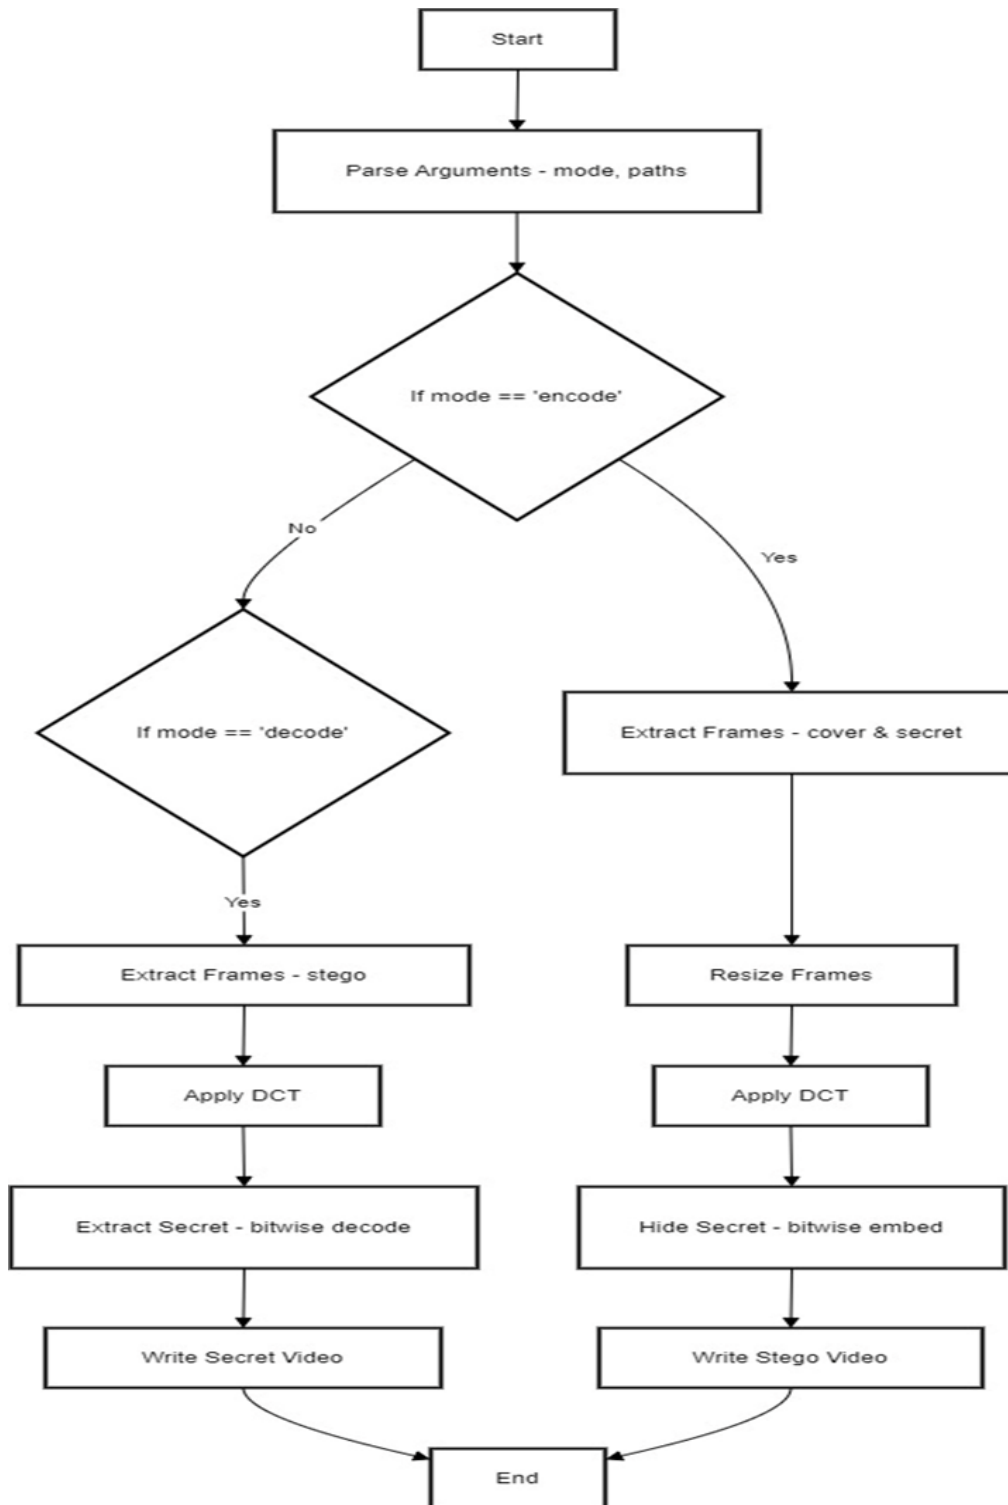 Start
Parse Arguments - mode, paths
If mode == 'encode'
No
Yes
If mode == 'decode'
Extract Frames - cover & secret
Yes
Extract Frames - stego
Resize Frames
Apply DCT
Apply DCT
Extract Secret - bitwise decode
Hide Secret - bitwise embed
Write Secret Video
Write Stego Video
End